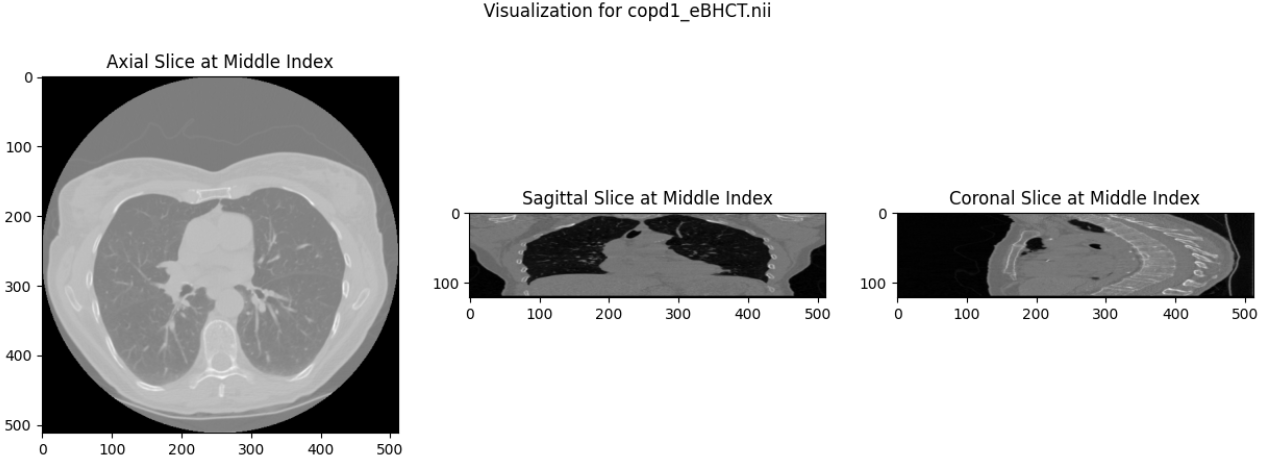 Visualization for copd1_eBHCT.nii
Axial Slice at Middle Index
0
100
200
300
400
500
0 100 200 300 400 500
Sagittal Slice at Middle Index
0
100
0 100 200 300 400 500
Coronal Slice at Middle Index
0
100
0 100 200 300 400 500